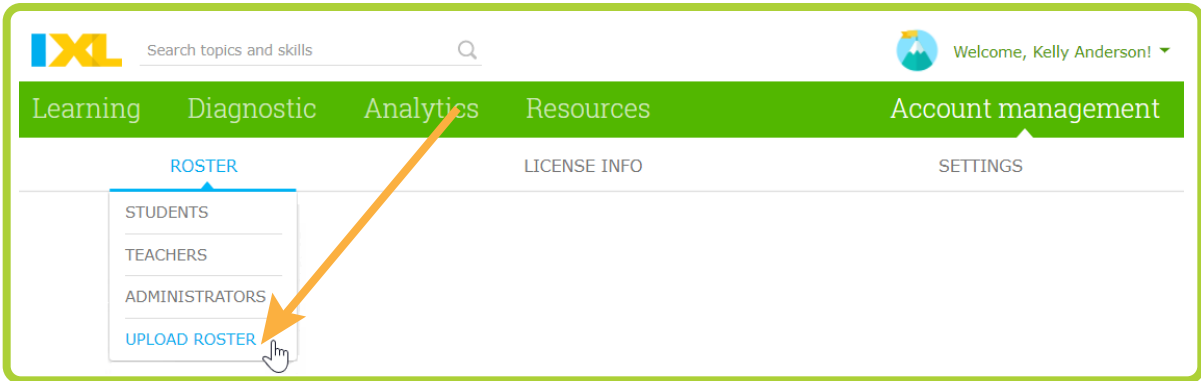 IXL Search topics and skills Welcome, Kelly Anderson!
Learning Diagnostic Analytics Resources Account management
ROSTER LICENSE INFO SETTINGS
STUDENTS
TEACHERS
ADMINISTRATORS
UPLOAD ROSTER